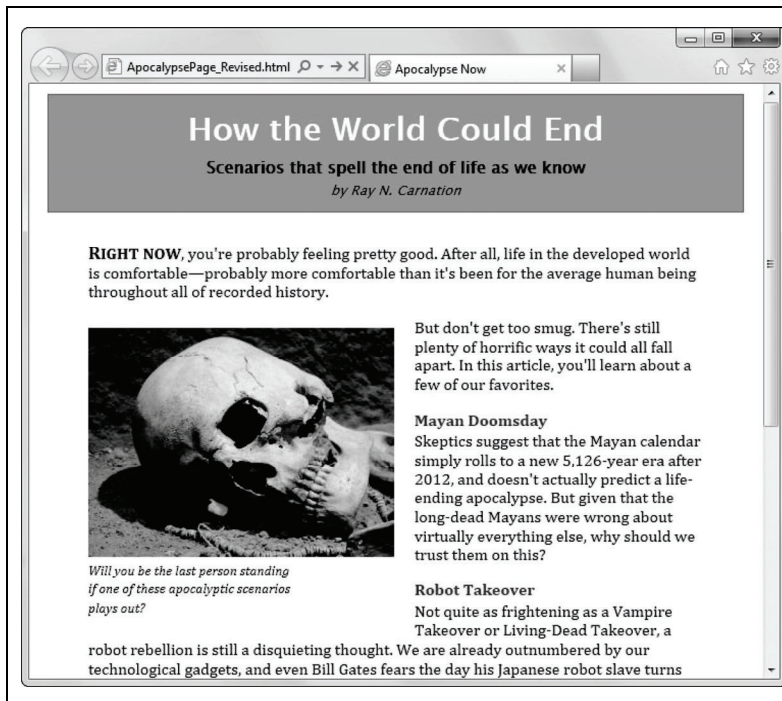 ApocalypsePage_Revised.html
Apocalypse Now
How the World Could End
Scenarios that spell the end of life as we know
by Ray N. Carnation
RIGHT NOW, you're probably feeling pretty good. After all, life in the developed world
is comfortable—probably more comfortable than it's been for the average human being
throughout all of recorded history.
But don't get too smug. There's still
plenty of horrific ways it could all fall
apart. In this article, you'll learn about a
few of our favorites.
Mayan Doomsday
Skeptics suggest that the Mayan calendar
simply rolls to a new 5,126-year era after
2012, and doesn't actually predict a life-
ending apocalypse. But given that the
long-dead Mayans were wrong about
virtually everything else, why should we
trust them on this?
Will you be the last person standing
if one of these apocalyptic scenarios
plays out?
Robot Takeover
Not quite as frightening as a Vampire
Takeover or Living-Dead Takeover, a
robot rebellion is still a disquieting thought. We are already outnumbered by our
technological gadgets, and even Bill Gates fears the day his Japanese robot slave turns